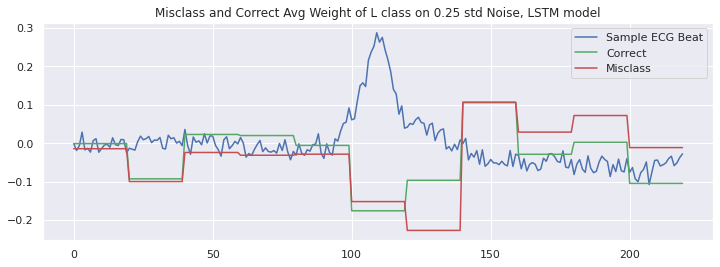 Misclass and Correct Avg Weight of L class on 0.25 std Noise, LSTM model
Sample ECG Beat
Correct
Misclass
0.3
0.2
0.1
0.0
−0.1
−0.2
0
50
100
150
200